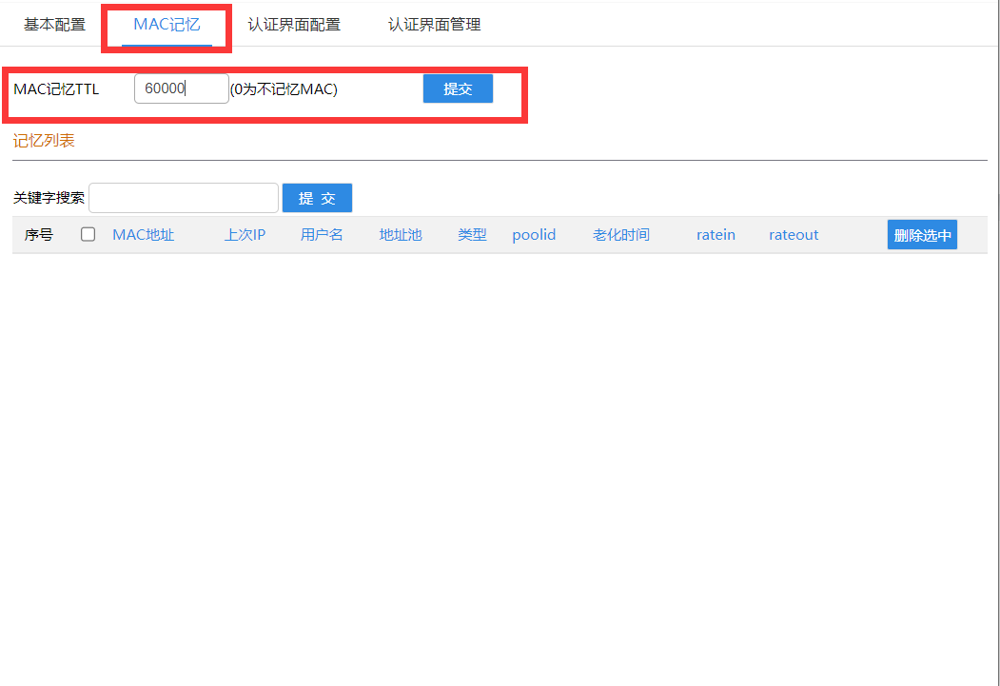 基本配置 MAC记忆 认证界面配置 认证界面管理
MAC记忆TTL 60000 (0为不记忆MAC) 提交
记忆列表
关键字搜索 提 交
序号 MAC地址 上次IP 用户名 地址池 类型 poolid 老化时间 ratein rateout 删除选中